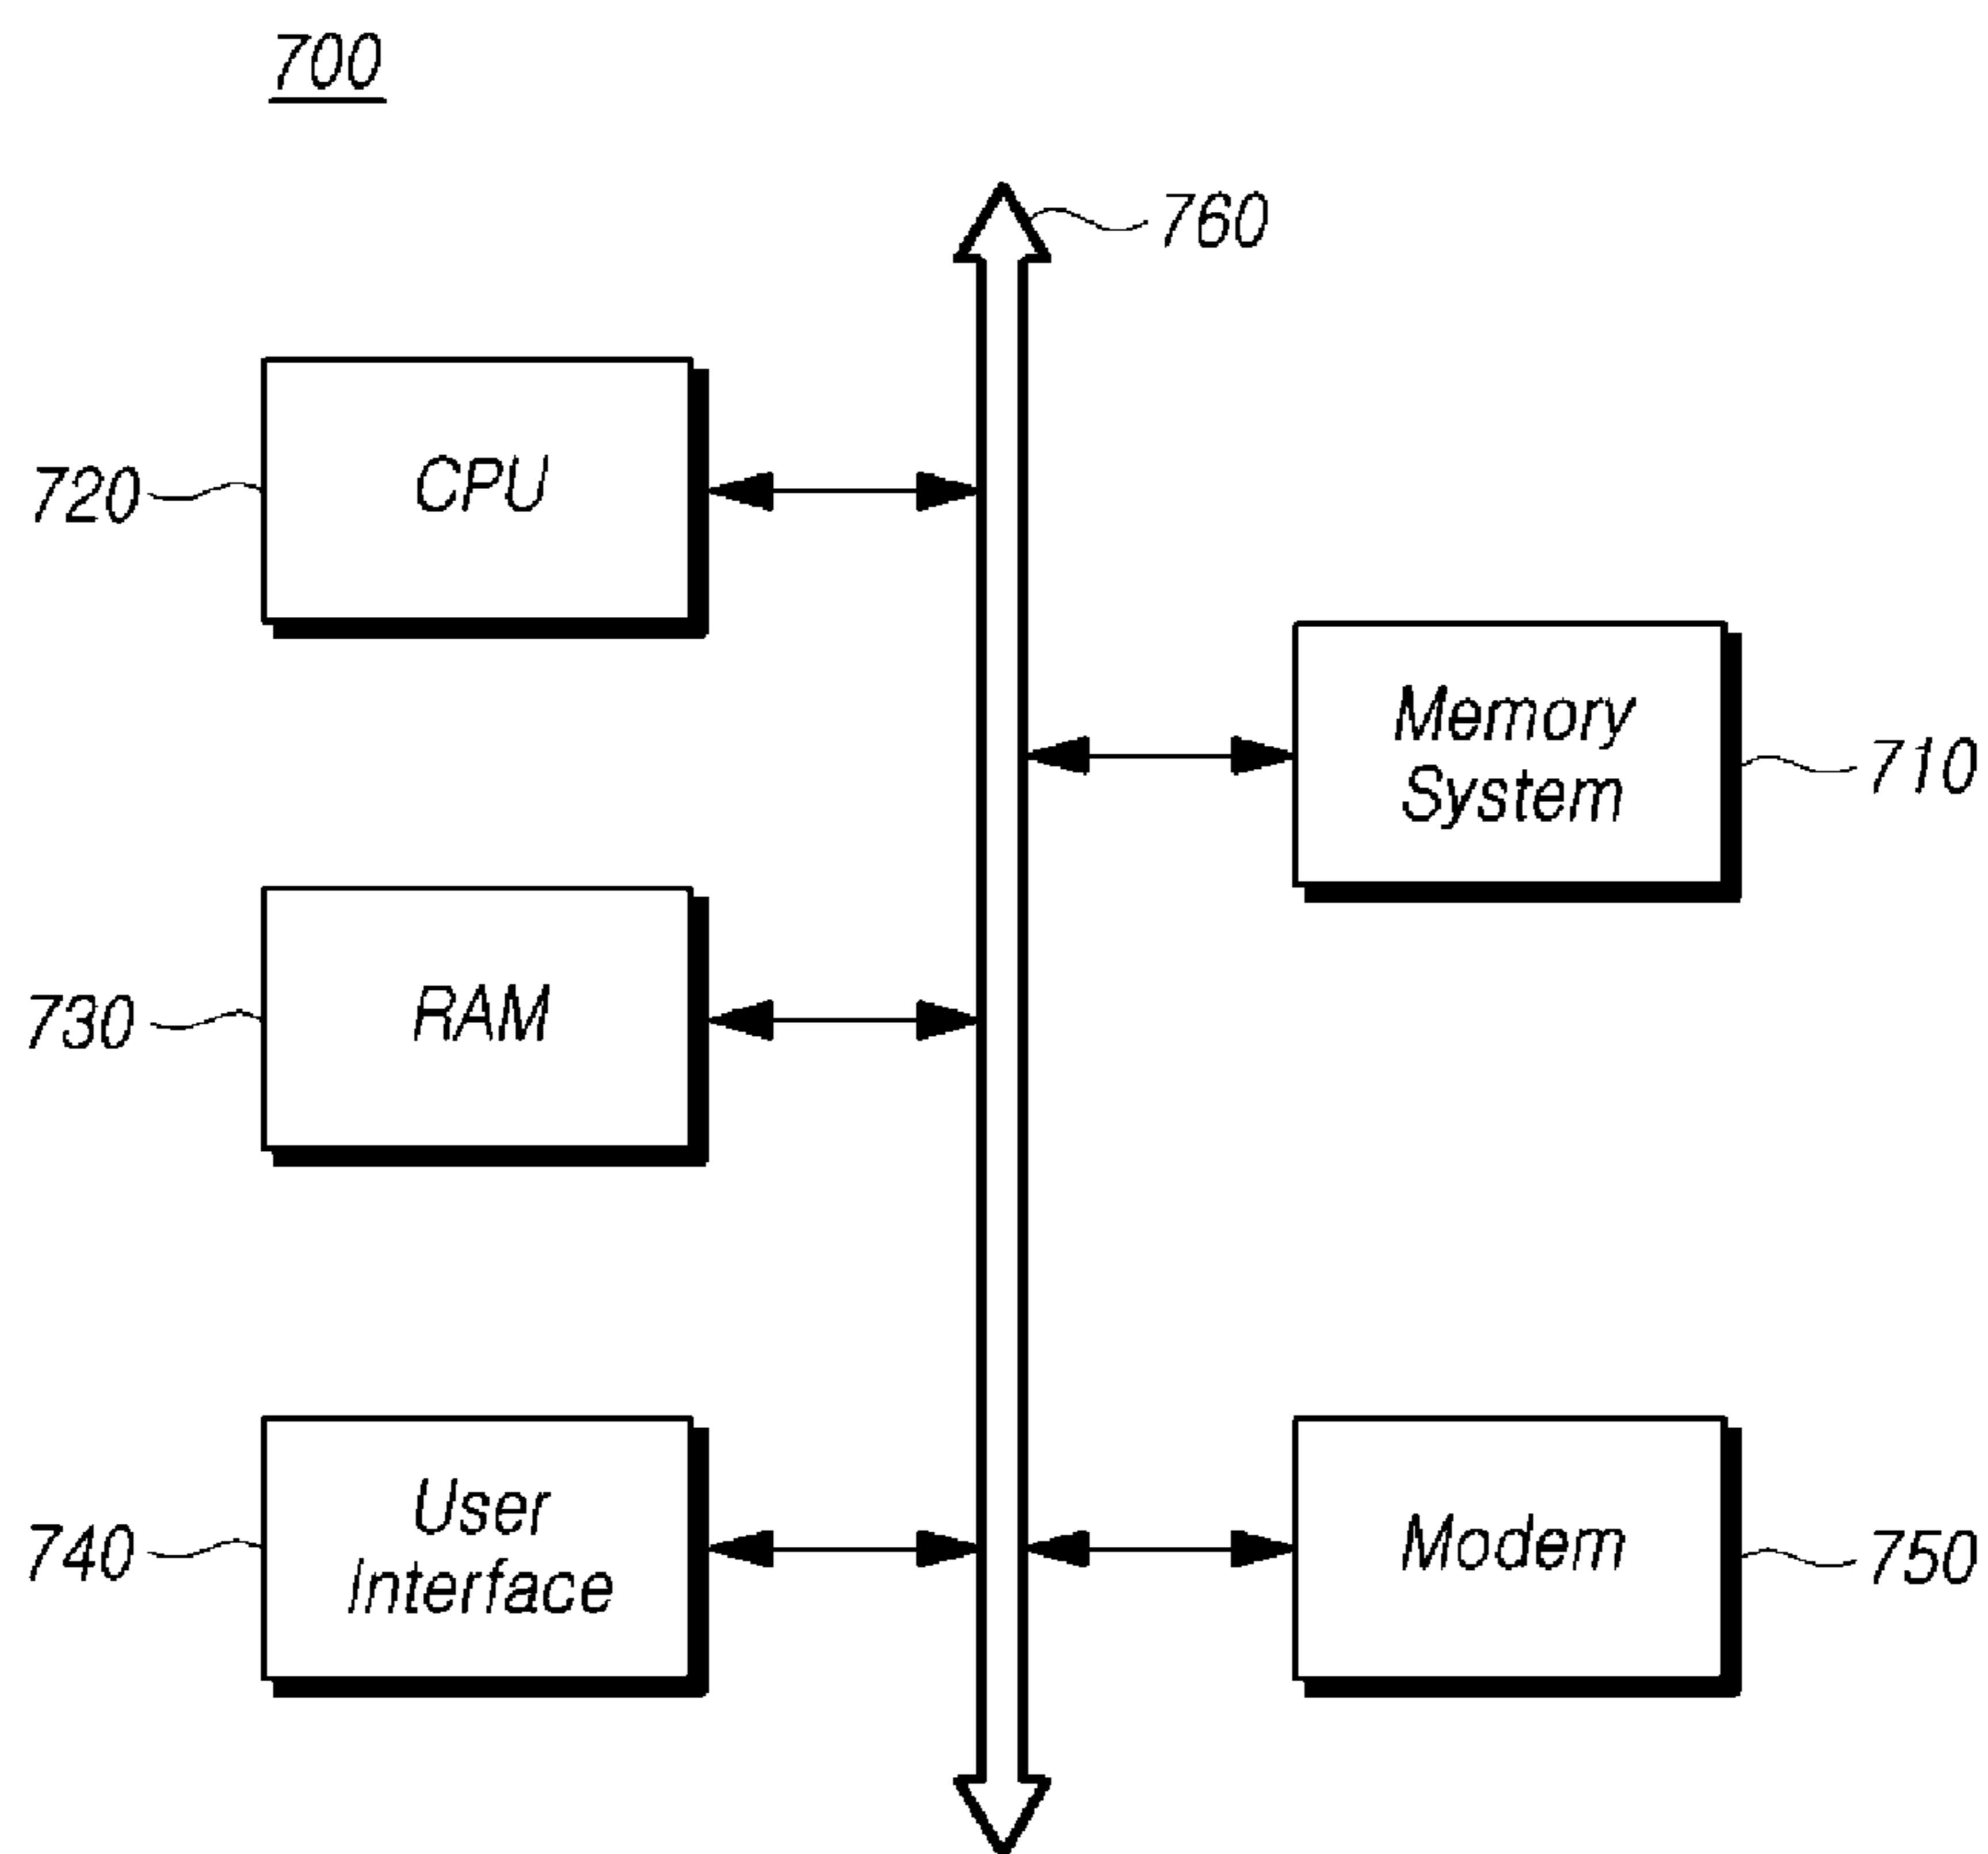 700
760
CPU
720
Memory
System
710
RAM
730
User
interface
740
Modem
750